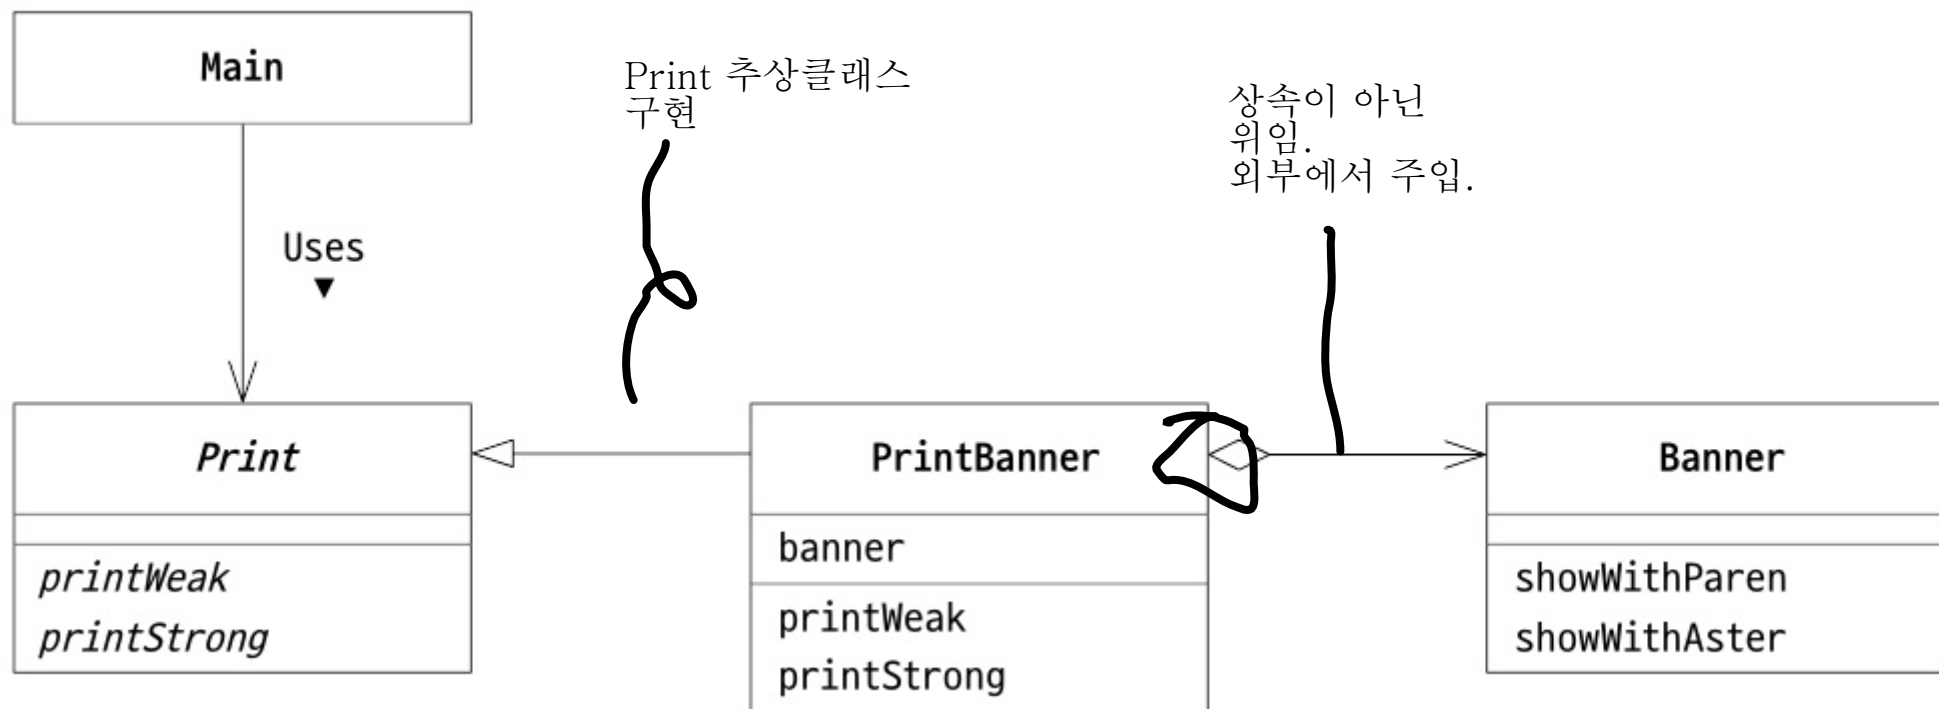 Main
Print 추상클래스
구현
상속이 아닌
위임.
외부에서 주입.
Uses
▼
Print
printWeak
printStrong
PrintBanner
banner
printWeak
printStrong
Banner
showWithParen
showWithAster